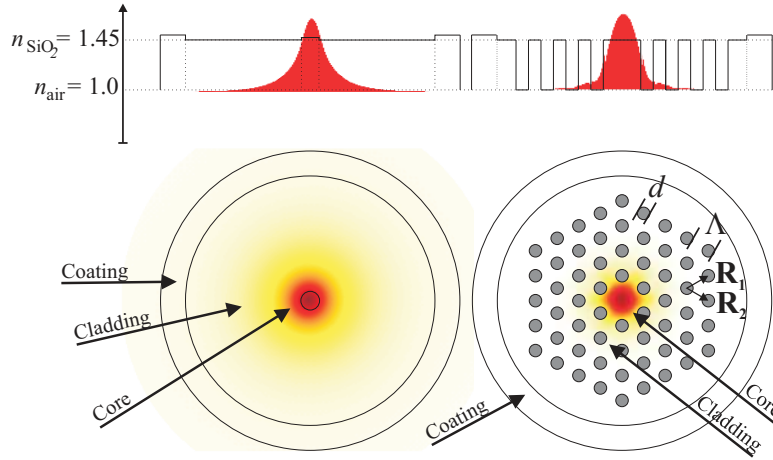 n SiO₂ = 1.45
n air = 1.0
d
Λ
R₁
R₂
Coating
Cladding
Core
Coating
Cladding
Core